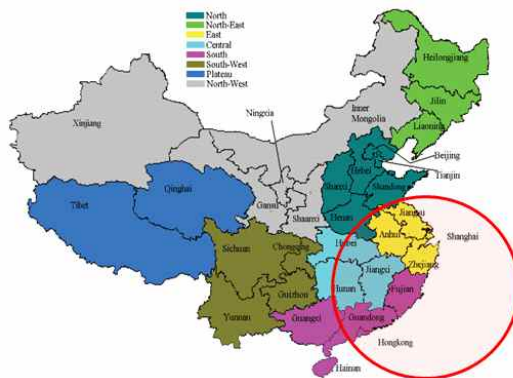 North
North-East
East
Central
South
South-West
Plateau
North-West
Heilongjiang
Jilin
Liaoning
Inner
Mongolia
Ningxia
Xinjiang
Beijing
Tianjin
Hebei
Shanxi
Shandong
Qinghai
Gansu
Shaanxi
Henan
Tibet
Jiangsu
Shanghai
Anhui
Sichuan
Chongqing
Hubei
Zhejiang
Jiangxi
Hunan
Fujian
Guizhou
Yunnan
Guangxi
Guandong
Hongkong
Hainan